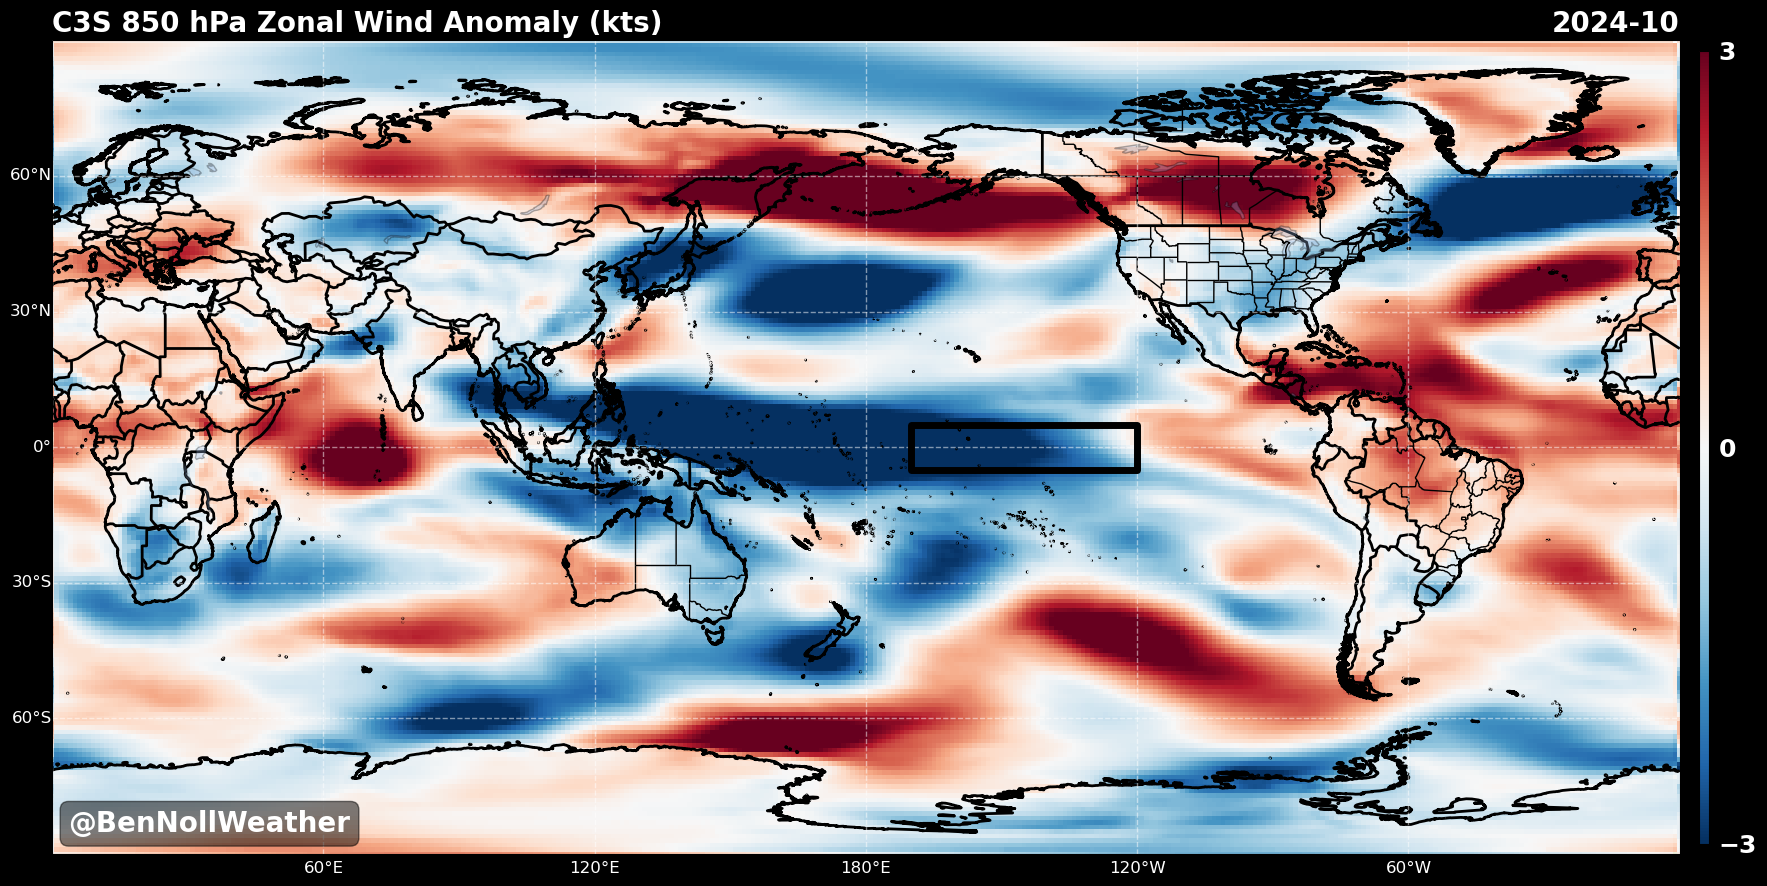 C3S 850 hPa Zonal Wind Anomaly (kts)
2024-10
3
60°N
30°N
0°
0
30°S
60°S
@BenNollWeather
−3
60°E
120°E
180°E
120°W
60°W